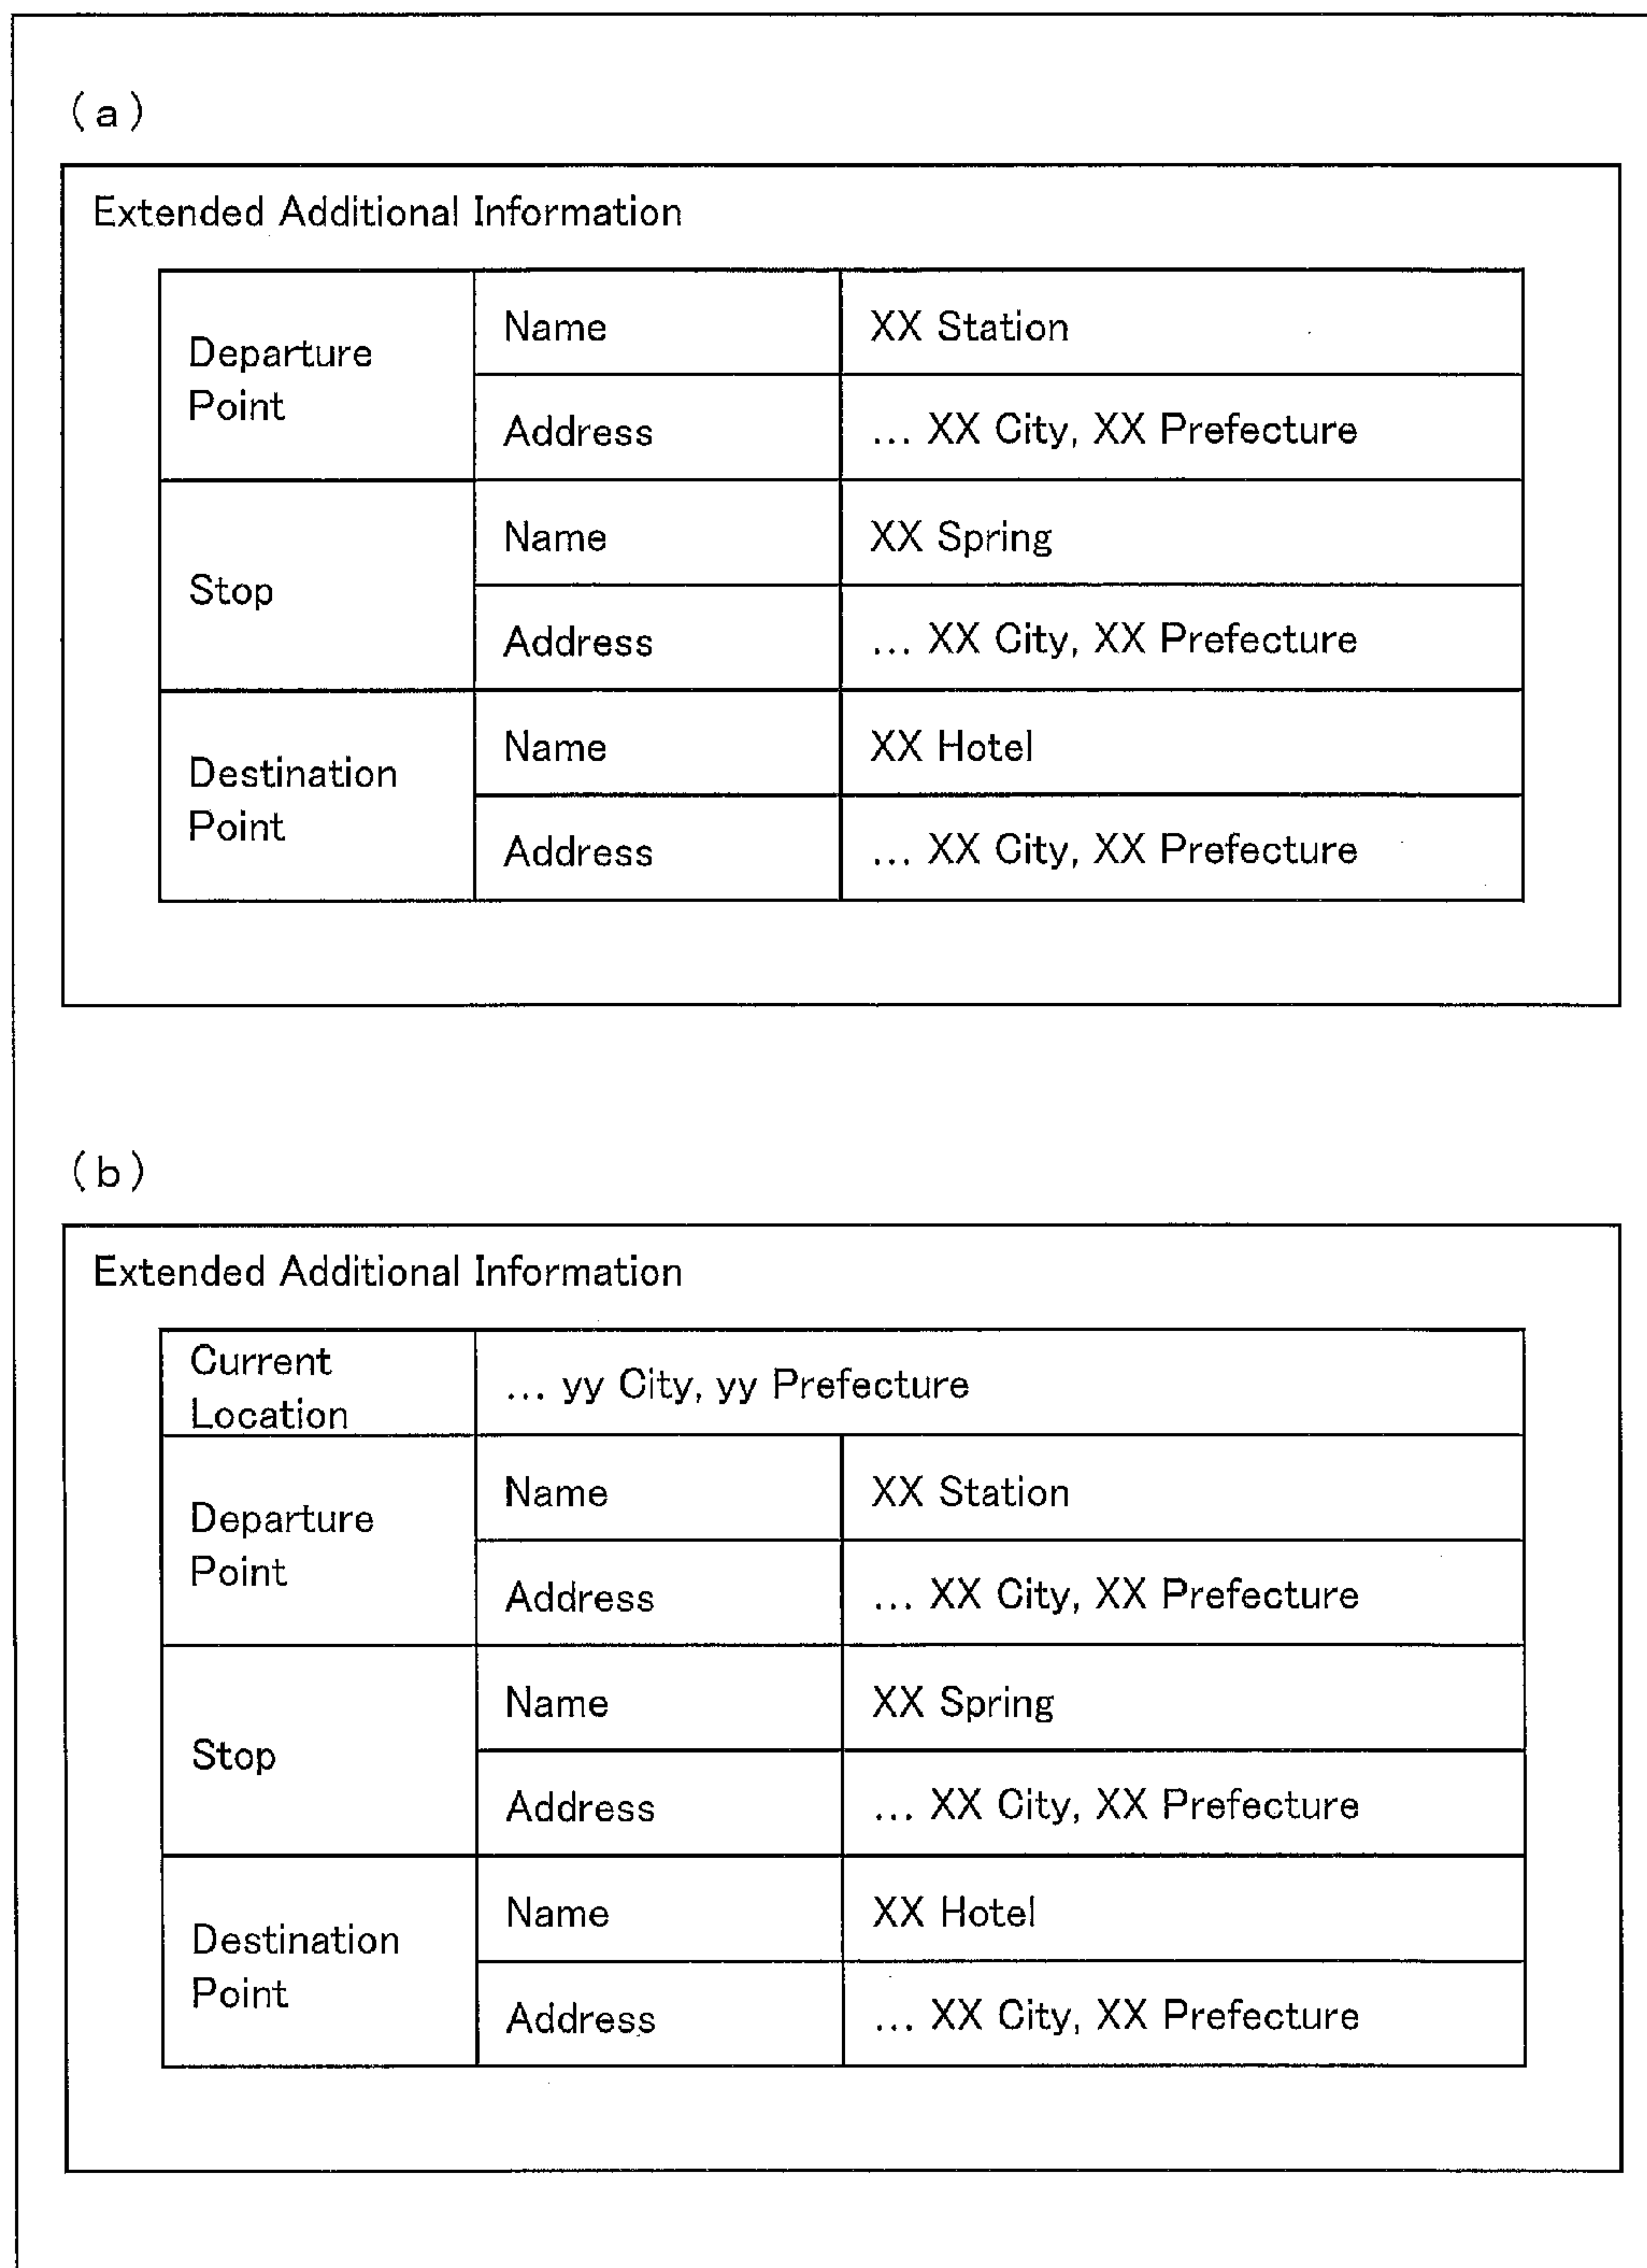 (a)
Extended Additional Information
Departure Point
Name XX Station
Address ... XX City, XX Prefecture
Stop
Name XX Spring
Address ... XX City, XX Prefecture
Destination Point
Name XX Hotel
Address ... XX City, XX Prefecture
(b)
Extended Additional Information
Current Location
... yy City, yy Prefecture
Departure Point
Name XX Station
Address ... XX City, XX Prefecture
Stop
Name XX Spring
Address ... XX City, XX Prefecture
Destination Point
Name XX Hotel
Address ... XX City, XX Prefecture